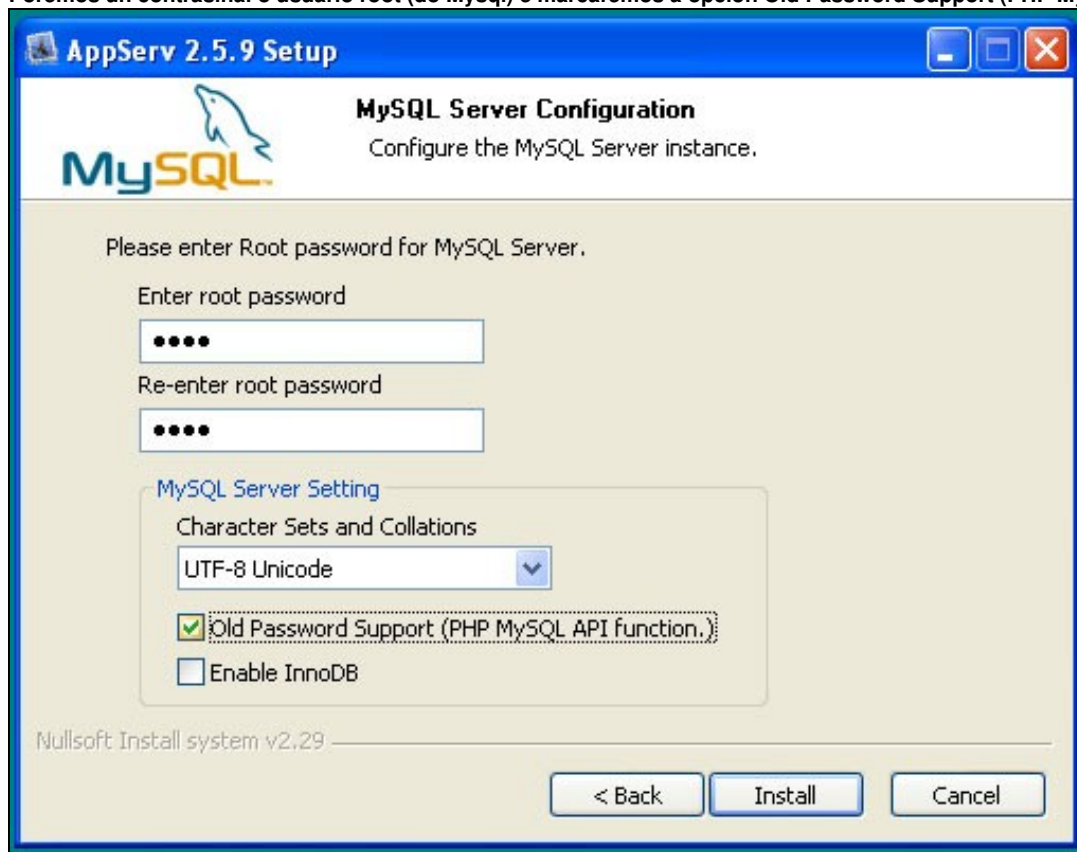 AppServ 2.5.9 Setup
MySQL
MySQL Server Configuration
Configure the MySQL Server instance.
Please enter Root password for MySQL Server.
Enter root password
••••
Re-enter root password
••••
MySQL Server Setting
Character Sets and Collations
UTF-8 Unicode
Old Password Support (PHP MySQL API function.)
Enable InnoDB
Nullsoft Install system v2.29
< Back Install Cancel